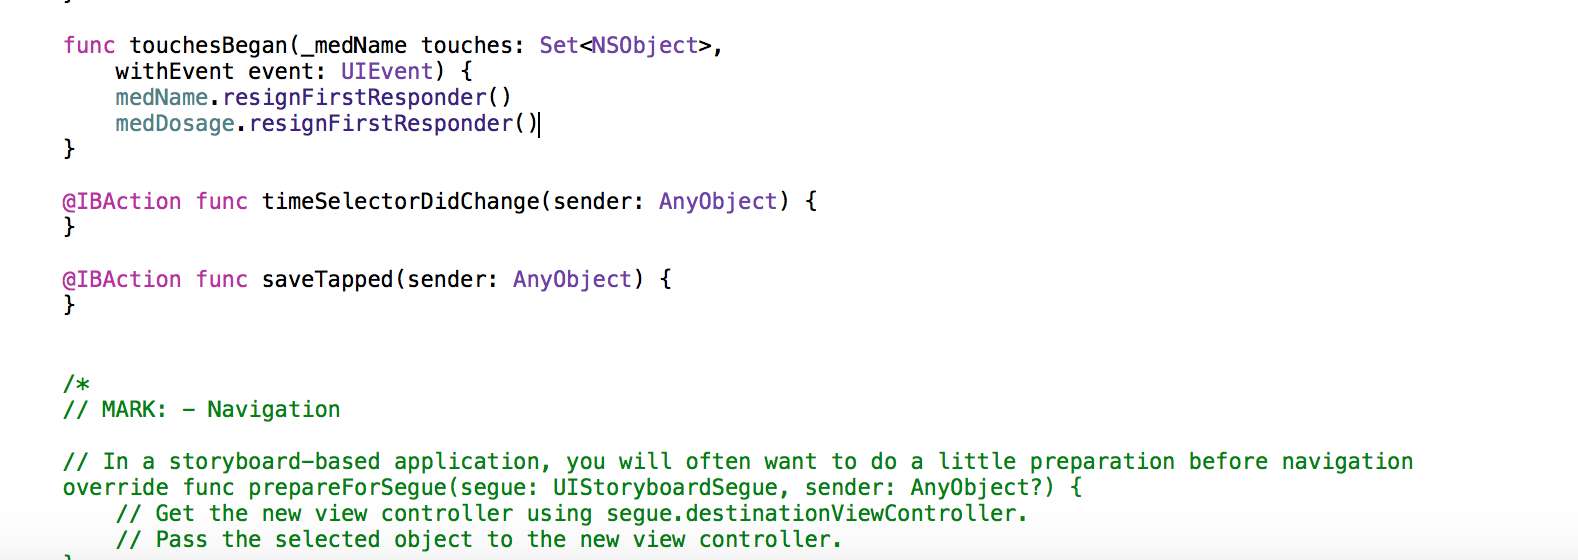 }
func touchesBegan(_medName touches: Set<NSObject>,
    withEvent event: UIEvent) {
    medName.resignFirstResponder()
    medDosage.resignFirstResponder()
}
@IBAction func timeSelectorDidChange(sender: AnyObject) {
}
@IBAction func saveTapped(sender: AnyObject) {
}
/*
// MARK: - Navigation
// In a storyboard-based application, you will often want to do a little preparation before navigation
override func prepareForSegue(segue: UIStoryboardSegue, sender: AnyObject?) {
    // Get the new view controller using segue.destinationViewController.
    // Pass the selected object to the new view controller.
}